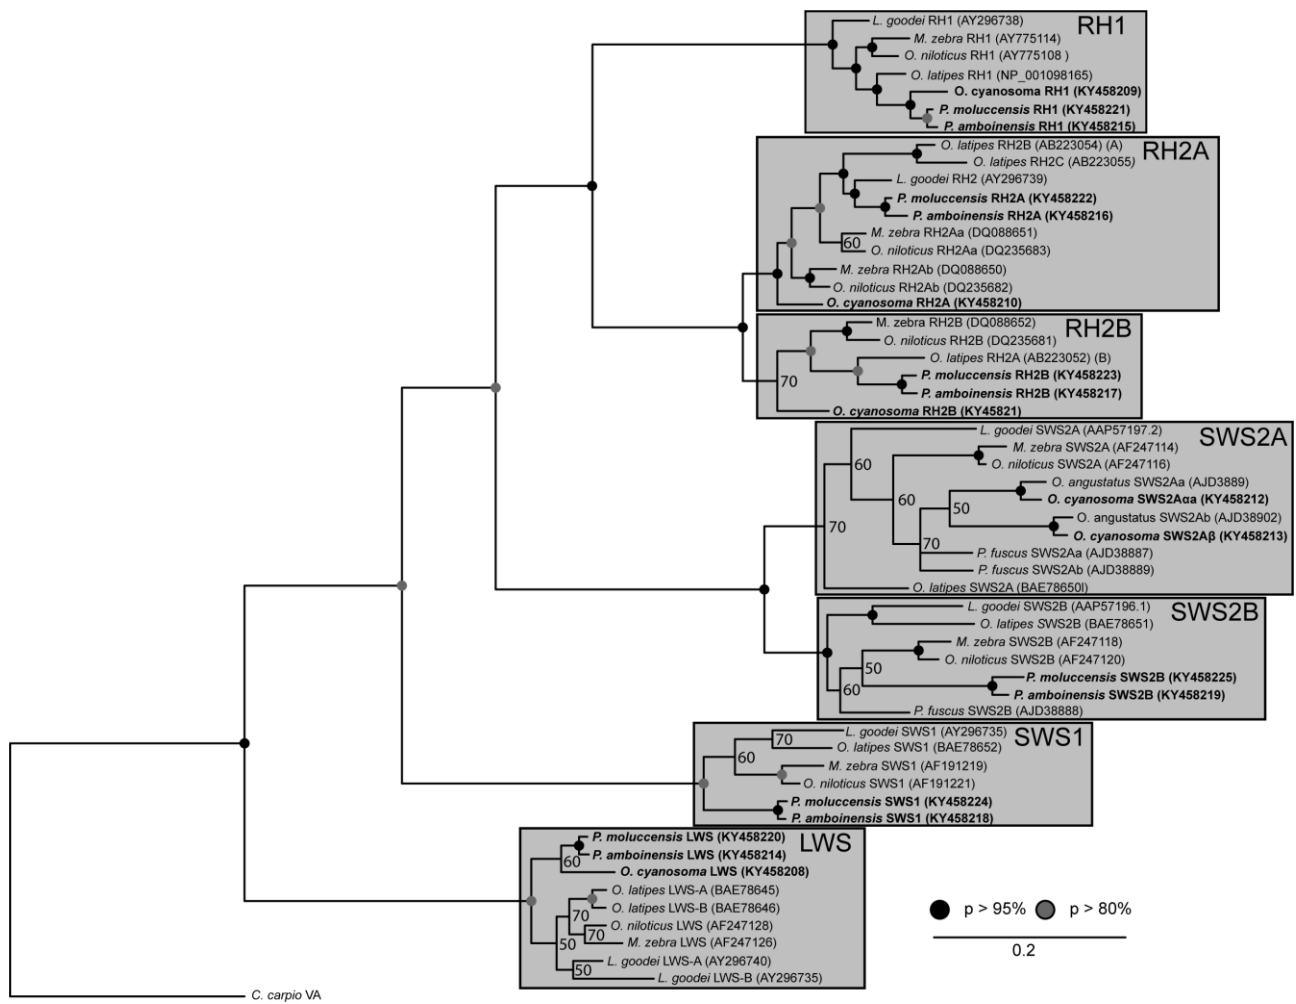 RH1
L. goodei RH1 (AY296738)
M. zebra RH1 (AY775114)
O. niloticus RH1 (AY775108 )
O. latipes RH1 (NP_001098165)
O. cyanosoma RH1 (KY458209)
P. moluccensis RH1 (KY458221)
P. amboinensis RH1 (KY458215)
RH2A
O. latipes RH2B (AB223054) (A)
O. latipes RH2C (AB223055)
L. goodei RH2 (AY296739)
P. moluccensis RH2A (KY458222)
P. amboinensis RH2A (KY458216)
M. zebra RH2Aa (DQ088651)
60
O. niloticus RH2Aa (DQ235683)
M. zebra RH2Ab (DQ088650)
O. niloticus RH2Ab (DQ235682)
O. cyanosoma RH2A (KY458210)
RH2B
M. zebra RH2B (DQ088652)
O. niloticus RH2B (DQ235681)
O. latipes RH2A (AB223052) (B)
P. moluccensis RH2B (KY458223)
70
P. amboinensis RH2B (KY458217)
O. cyanosoma RH2B (KY45821)
SWS2A
L. goodei SWS2A (AAP57197.2)
M. zebra SWS2A (AF247114)
60
O. niloticus SWS2A (AF247116)
O. angustatus SWS2Aa (AJD3889)
60
O. cyanosoma SWS2Aαa (KY458212)
50
O. angustatus SWS2Ab (AJD38902)
70
O. cyanosoma SWS2Aβ (KY458213)
70
P. fuscus SWS2Aa (AJD38887)
P. fuscus SWS2Ab (AJD38889)
O. latipes SWS2A (BAE78650l)
SWS2B
L. goodei SWS2B (AAP57196.1)
O. latipes SWS2B (BAE78651)
M. zebra SWS2B (AF247118)
O. niloticus SWS2B (AF247120)
50
P. moluccensis SWS2B (KY458225)
60
P. amboinensis SWS2B (KY458219)
P. fuscus SWS2B (AJD38888)
SWS1
L. goodei SWS1 (AY296735)
70
O. latipes SWS1 (BAE78652)
60
M. zebra SWS1 (AF191219)
O. niloticus SWS1 (AF191221)
P. moluccensis SWS1 (KY458224)
P. amboinensis SWS1 (KY458218)
LWS
P. moluccensis LWS (KY458220)
P. amboinensis LWS (KY458214)
60
O. cyanosoma LWS (KY458208)
O. latipes LWS-A (BAE78645)
O. latipes LWS-B (BAE78646)
70
O. niloticus LWS (AF247128)
70
M. zebra LWS (AF247126)
50
L. goodei LWS-A (AY296740)
50
L. goodei LWS-B (AY296735)
C. carpio VA
p > 95%
p > 80%
0.2